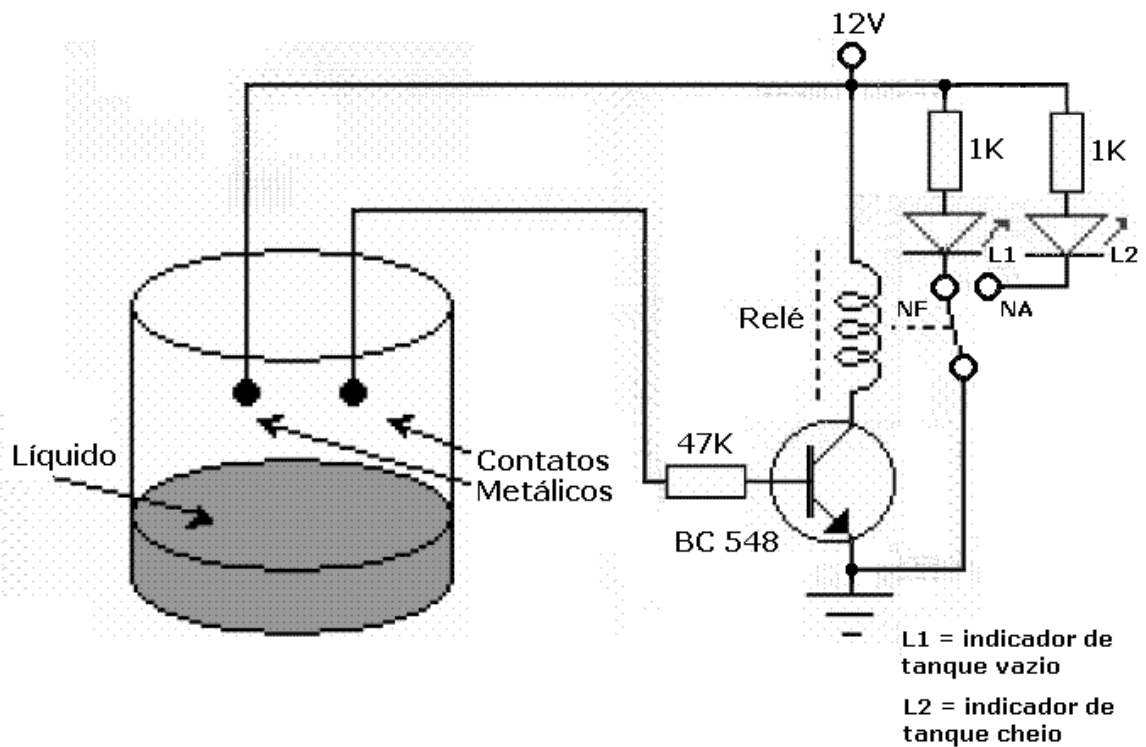 12V
1K
1K
L1
L2
NF
NA
Relé
Líquido
Contatos
Metálicos
47K
BC 548
L1 = indicador de
tanque vazio
L2 = indicador de
tanque cheio